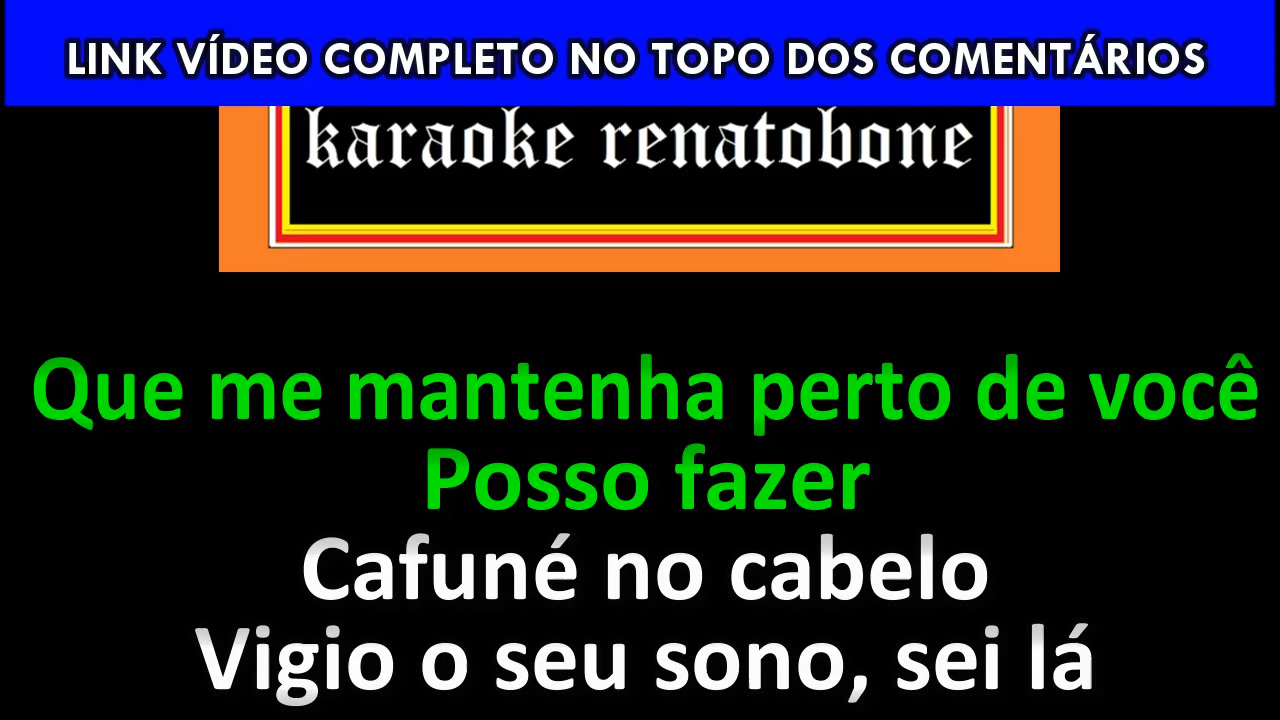 LINK VÍDEO COMPLETO NO TOPO DOS COMENTÁRIOS
karaoke renatobone
Que me mantenha perto de você
Posso fazer
Cafuné no cabelo
Vigio o seu sono, sei lá